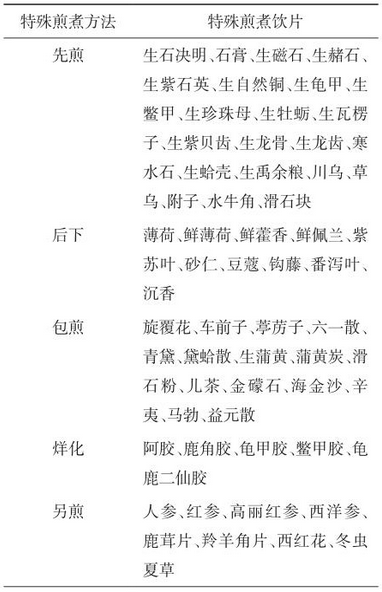 特殊煎煮方法 特殊煎煮饮片
先煎 生石决明、石膏、生磁石、生赭石、
生紫石英、生自然铜、生龟甲、生
鳖甲、生珍珠母、生牡蛎、生瓦楞
子、生紫贝齿、生龙骨、生龙齿、寒
水石、生蛤壳、生禹余粮、川乌、草
乌、附子、水牛角、滑石块
后下 薄荷、鲜薄荷、鲜藿香、鲜佩兰、紫
苏叶、砂仁、豆蔻、钩藤、番泻叶、
沉香
包煎 旋覆花、车前子、葶苈子、六一散、
青黛、黛蛤散、生蒲黄、蒲黄炭、滑
石粉、儿茶、金礞石、海金沙、辛
夷、马勃、益元散
烊化 阿胶、鹿角胶、龟甲胶、鳖甲胶、龟
鹿二仙胶
另煎 人参、红参、高丽红参、西洋参、
鹿茸片、羚羊角片、西红花、冬虫
夏草